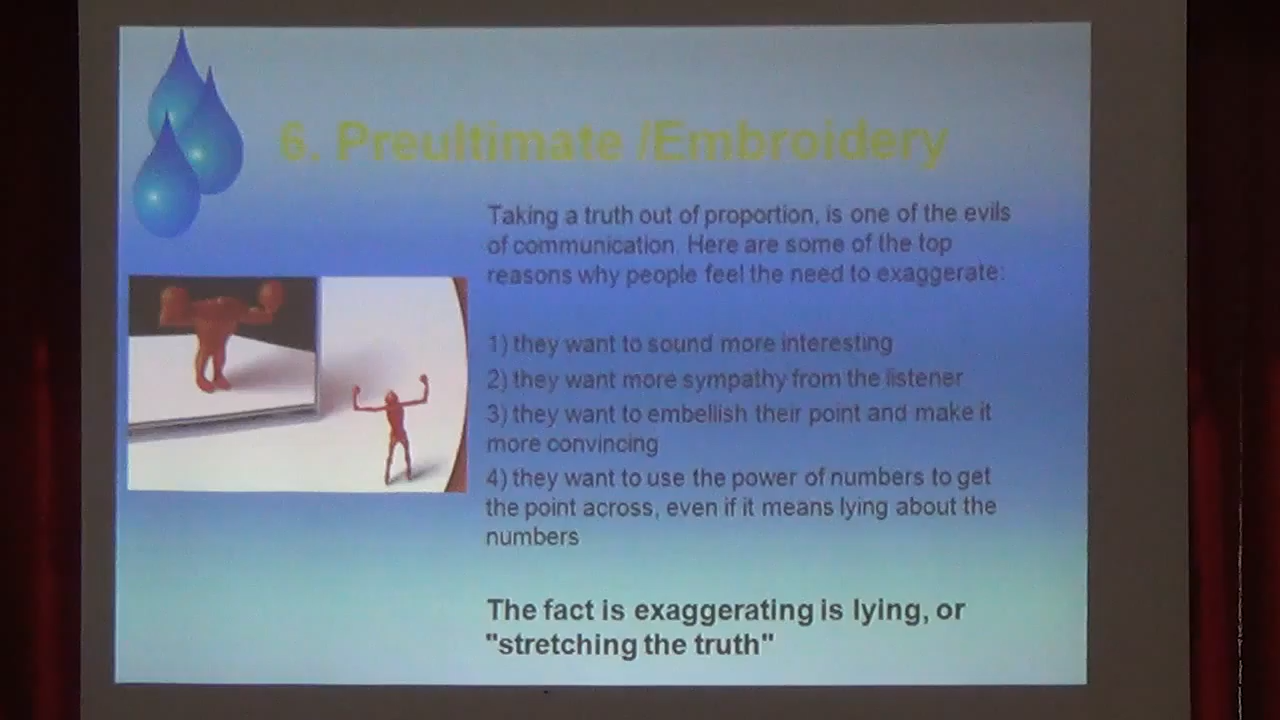 6. Preultimate /Embroidery
Taking a truth out of proportion, is one of the evils
of communication. Here are some of the top
reasons why people feel the need to exaggerate:
1) they want to sound more interesting
2) they want more sympathy from the listener
3) they want to embellish their point and make it
more convincing
4) they want to use the power of numbers to get
the point across, even if it means lying about the
numbers
The fact is exaggerating is lying, or
"stretching the truth"